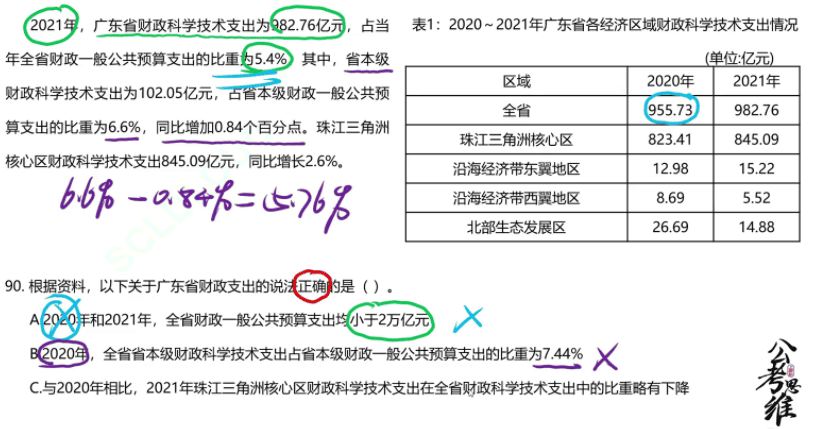 2021年，广东省财政科学技术支出为982.76亿元，占当
年全省财政一般公共预算支出的比重为5.4%。其中，省本级
财政科学技术支出为102.05亿元，占省本级财政一般公共预
算支出的比重为6.6%，同比增加0.84个百分点。珠江三角洲
核心区财政科学技术支出845.09亿元，同比增长2.6%。
6.6%-0.84%=5.76%
表1：2020～2021年广东省各经济区域财政科学技术支出情况
(单位:亿元)
区域 2020年 2021年
全省 955.73 982.76
珠江三角洲核心区 823.41 845.09
沿海经济带东翼地区 12.98 15.22
沿海经济带西翼地区 8.69 5.52
北部生态发展区 26.69 14.88
90. 根据资料，以下关于广东省财政支出的说法正确的是（ ）。
A.2020年和2021年，全省财政一般公共预算支出均小于2万亿元
B.2020年，全省省本级财政科学技术支出占省本级财政一般公共预算支出的比重为7.44%
C.与2020年相比，2021年珠江三角洲核心区财政科学技术支出在全省财政科学技术支出中的比重略有下降
公考思维